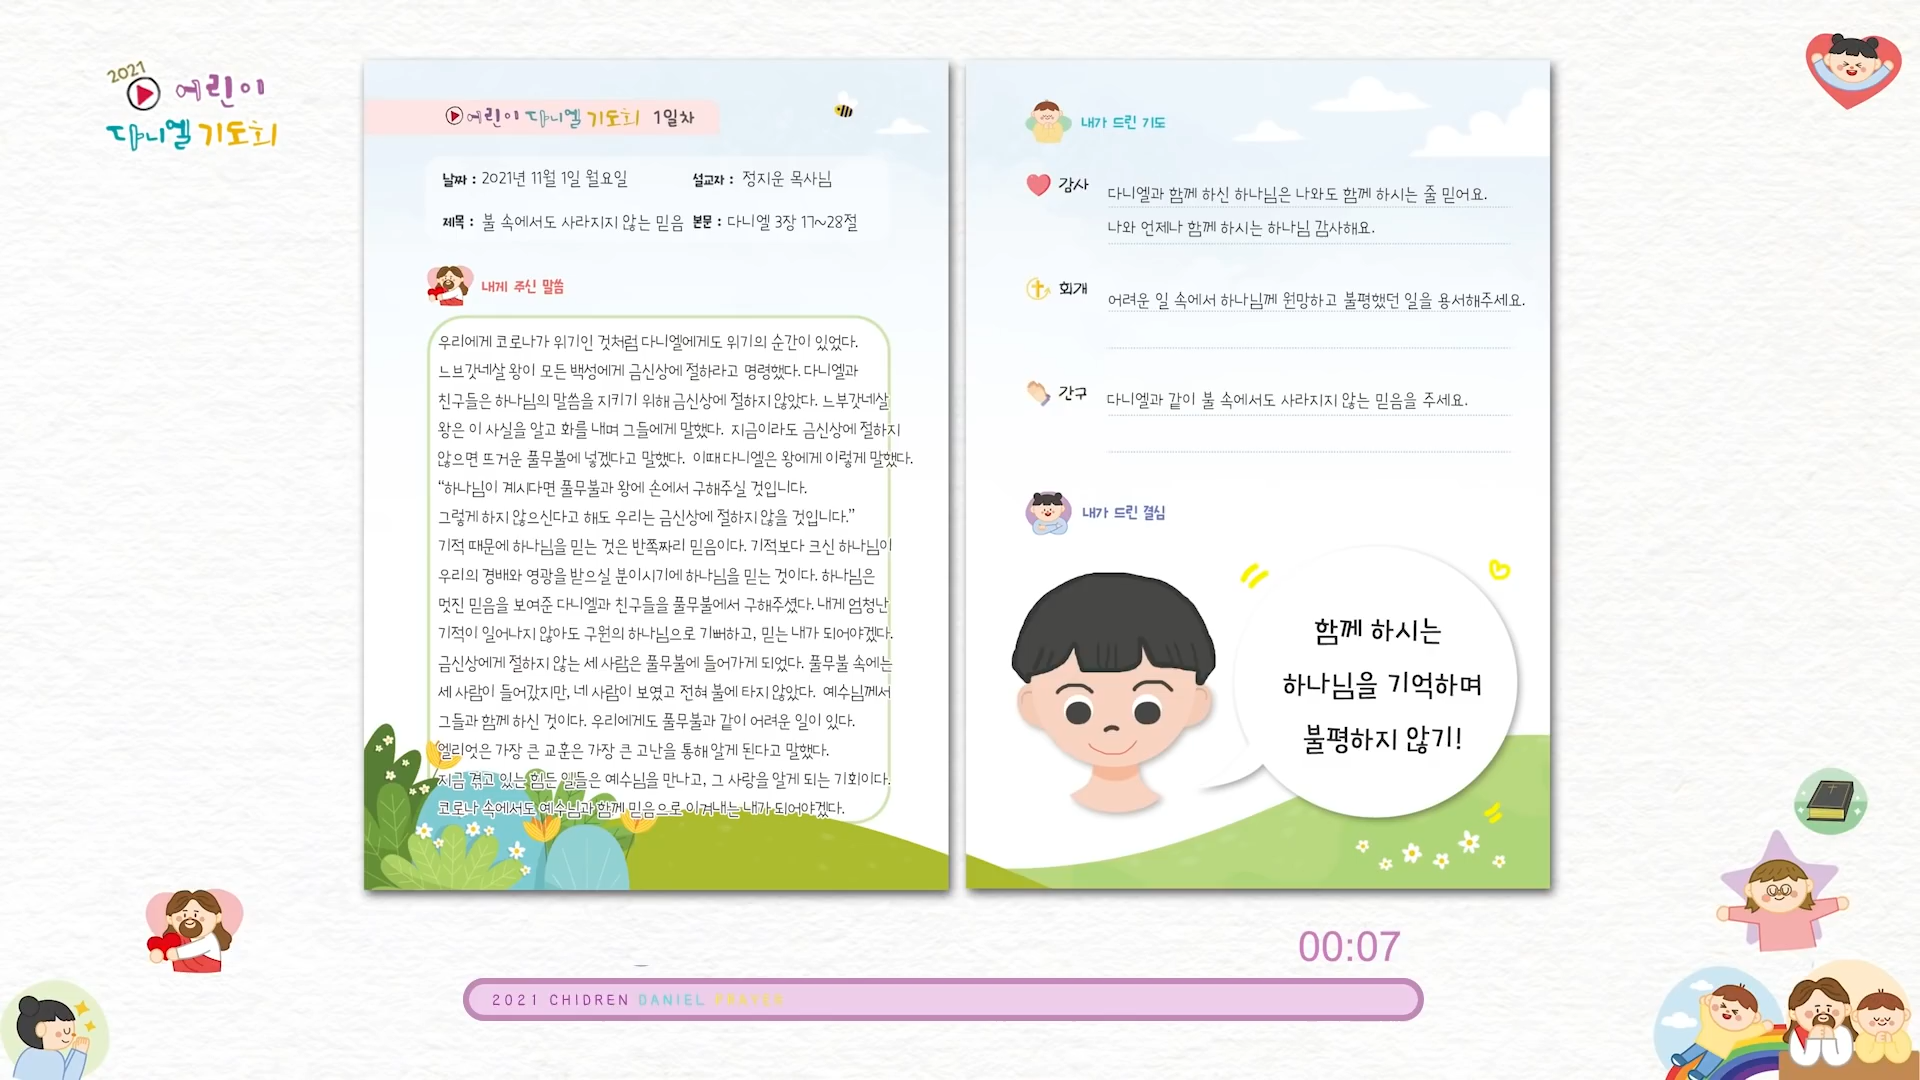 2021
어린이
다니엘 기도회
어린이 다니엘 기도회 1일차
날짜 : 2021년 11월 1일 월요일 설교자 : 정지운 목사님
제목 : 불 속에서도 사라지지 않는 믿음 본문 : 다니엘 3장 17~28절
내게 주신 말씀
우리에게 코로나가 위기인 것처럼 다니엘에게도 위기의 순간이 있었다.
느브갓네살 왕이 모든 백성에게 금신상에 절하라고 명령했다. 다니엘과
친구들은 하나님의 말씀을 지키기 위해 금신상에 절하지 않았다. 느부갓네살
왕은 이 사실을 알고 화를 내며 그들에게 말했다. 지금이라도 금신상에 절하지
않으면 뜨거운 풀무불에 넣겠다고 말했다. 이때 다니엘은 왕에게 이렇게 말했다.
“하나님이 계시다면 풀무불과 왕에 손에서 구해주실 것입니다.
그렇게 하지 않으신다고 해도 우리는 금신상에 절하지 않을 것입니다.”
기적 때문에 하나님을 믿는 것은 반쪽짜리 믿음이다. 기적보다 크신 하나님이
우리의 경배와 영광을 받으실 분이시기에 하나님을 믿는 것이다. 하나님은
멋진 믿음을 보여준 다니엘과 친구들을 풀무불에서 구해주셨다. 내게 엄청난
기적이 일어나지 않아도 구원의 하나님으로 기뻐하고, 믿는 내가 되어야겠다.
금신상에게 절하지 않는 세 사람은 풀무불에 들어가게 되었다. 풀무불 속에는
세 사람이 들어갔지만, 네 사람이 보였고 전혀 불에 타지 않았다. 예수님께서
그들과 함께 하신 것이다. 우리에게도 풀무불과 같이 어려운 일이 있다.
엘리엇은 가장 큰 교훈은 가장 큰 고난을 통해 알게 된다고 말했다.
지금 겪고 있는 힘든 일들은 예수님을 만나고, 그 사랑을 알게 되는 기회이다.
코로나 속에서도 예수님과 함께 믿음으로 이겨내는 내가 되어야겠다.
내가 드린 기도
감사 다니엘과 함께 하신 하나님은 나와도 함께 하시는 줄 믿어요.
나와 언제나 함께 하시는 하나님 감사해요.
회개 어려운 일 속에서 하나님께 원망하고 불평했던 일을 용서해주세요.
간구 다니엘과 같이 불 속에서도 사라지지 않는 믿음을 주세요.
내가 드린 결심
함께 하시는
하나님을 기억하며
불평하지 않기!
00:07
2021 CHIDREN DANIEL PRAYER